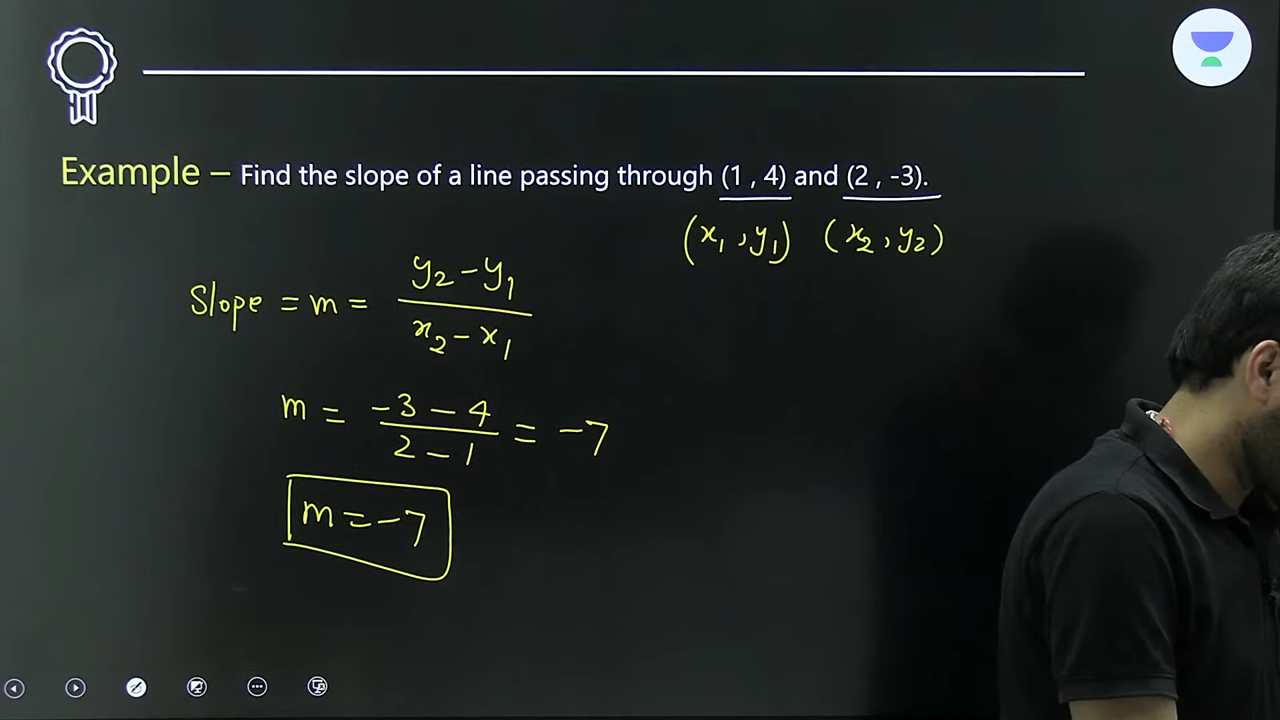 Example – Find the slope of a line passing through (1 , 4) and (2 , -3).
(x₁ , y₁) (x₂ , y₂)
Slope = m = y₂ – y₁ / x₂ – x₁
m = -3 – 4 / 2 – 1 = -7
m = -7